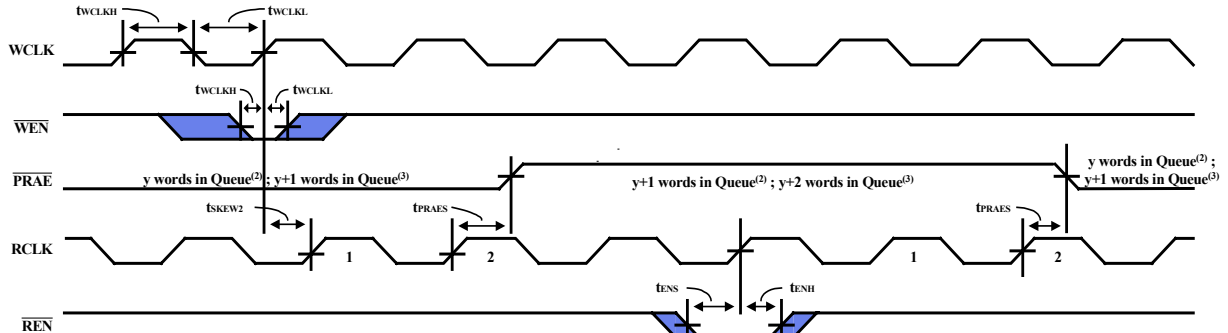 tWCLKH tWCLKL
WCLK
tWCLKH tWCLKL
WEN
PRAE
y words in Queue(2) ; y+1 words in Queue(3)
y+1 words in Queue(2) ; y+2 words in Queue(3)
y words in Queue(2) ;
y+1 words in Queue(3)
tSKEW2 tPRAES tPRAES
RCLK
1 2 1 2
tENS tENH
REN